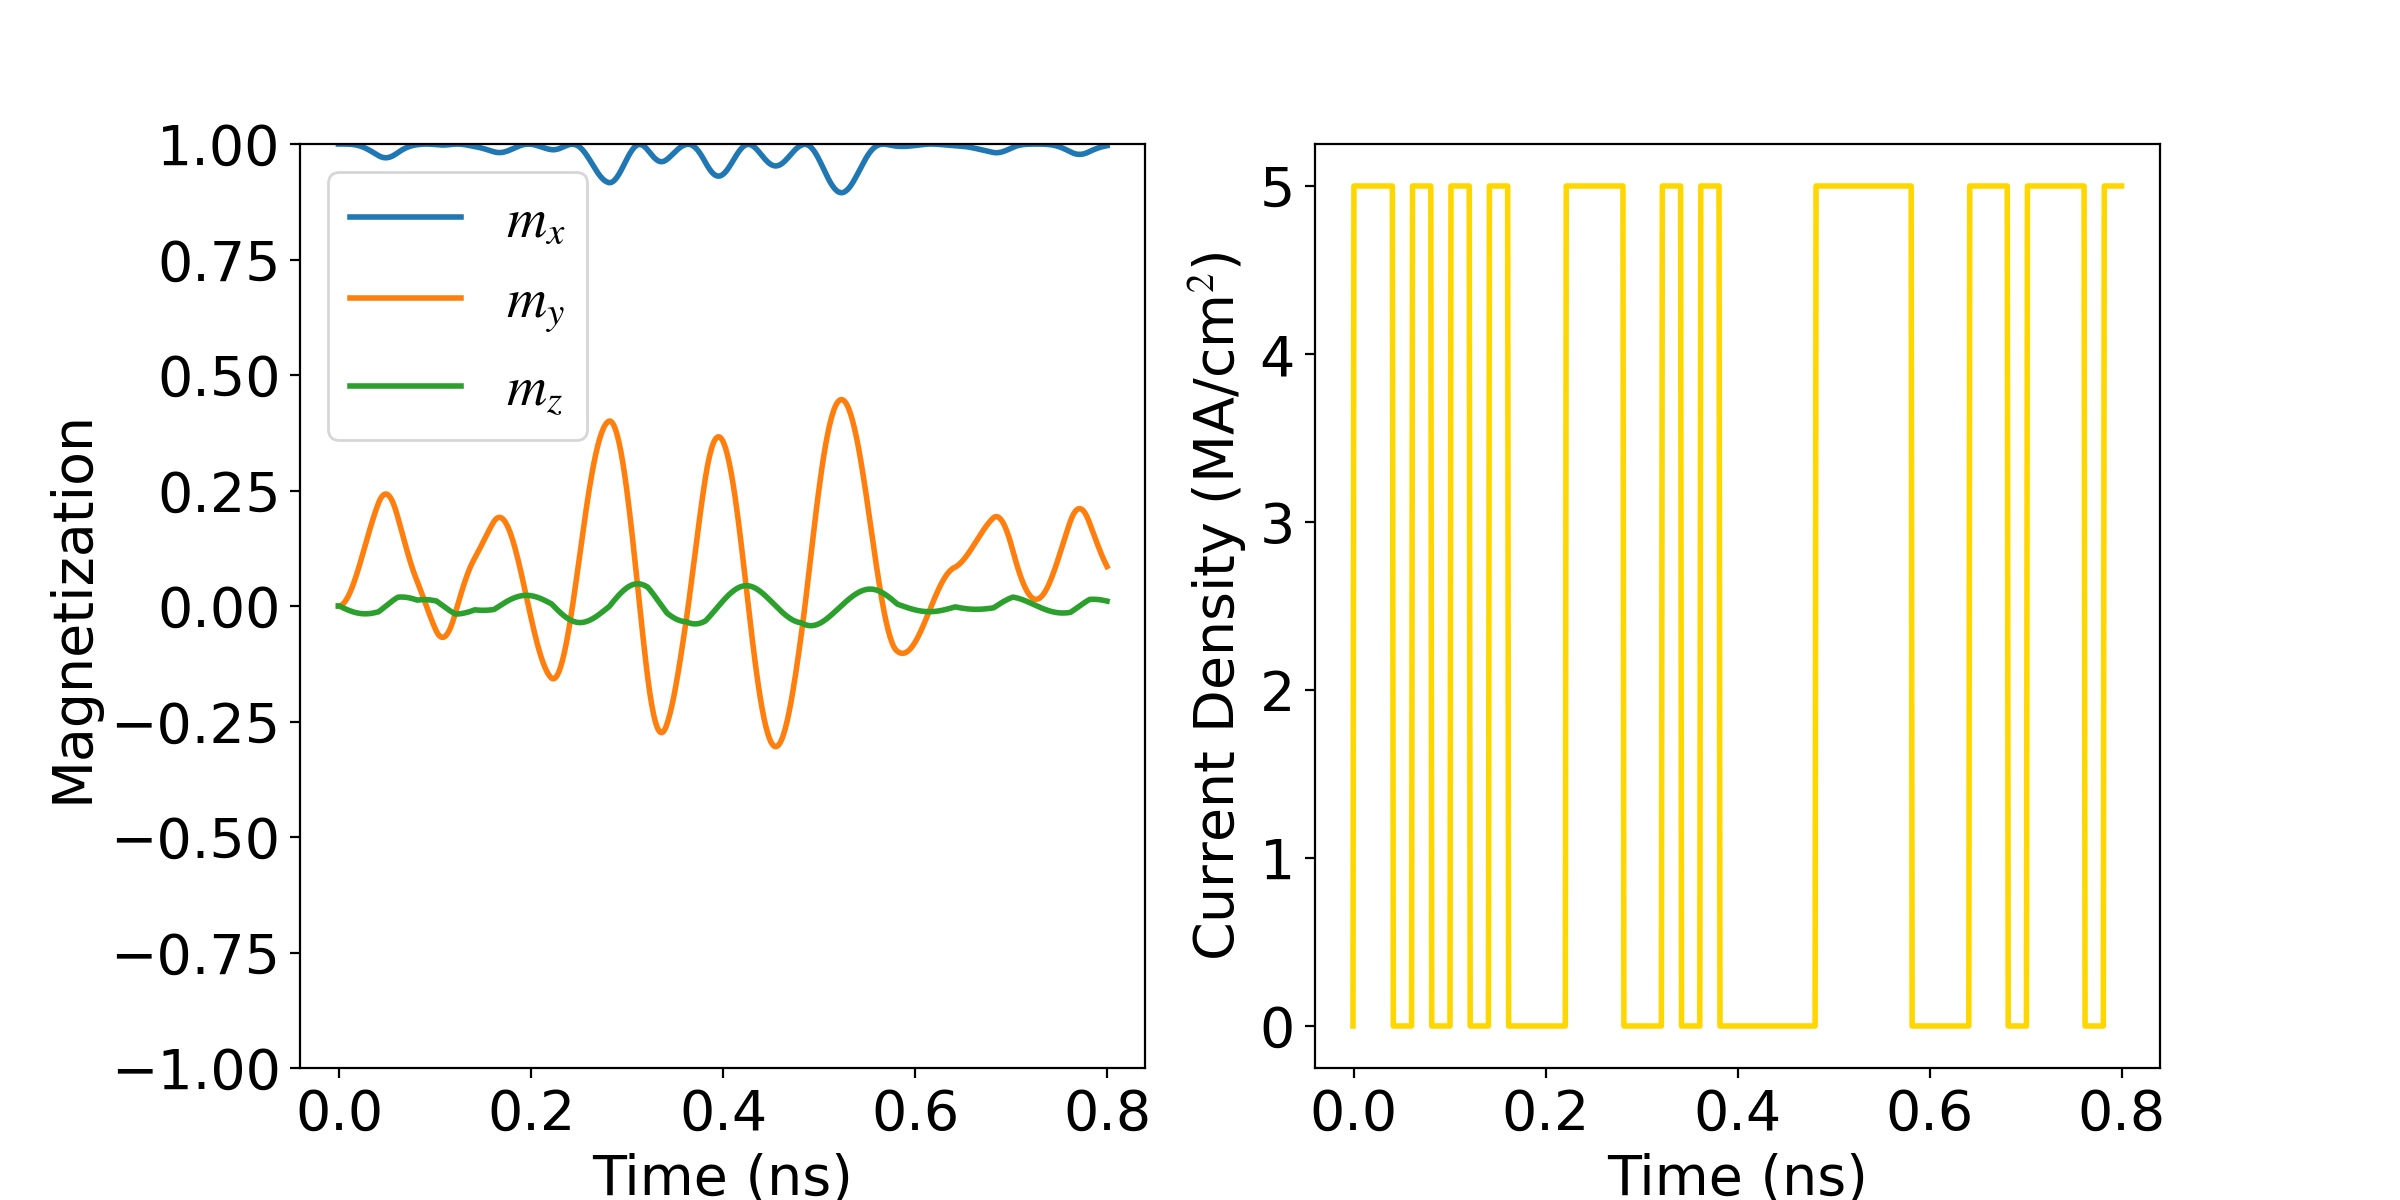 1.00
0.75
0.50
0.25
0.00
−0.25
−0.50
−0.75
−1.00
Magnetization
m_x
m_y
m_z
0.0 0.2 0.4 0.6 0.8
Time (ns)
5
4
3
2
1
0
Current Density (MA/cm²)
0.0 0.2 0.4 0.6 0.8
Time (ns)